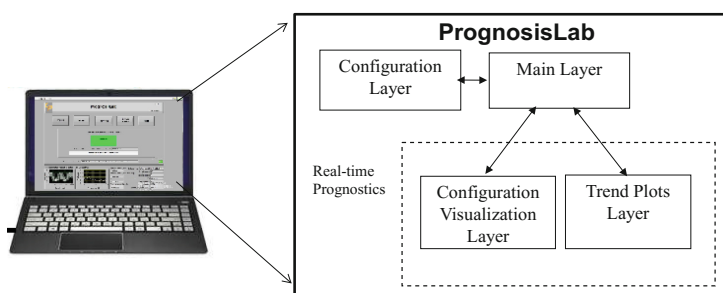 PrognosisLab
Configuration
Layer
Main Layer
Real-time
Prognostics
Configuration
Visualization
Layer
Trend Plots
Layer